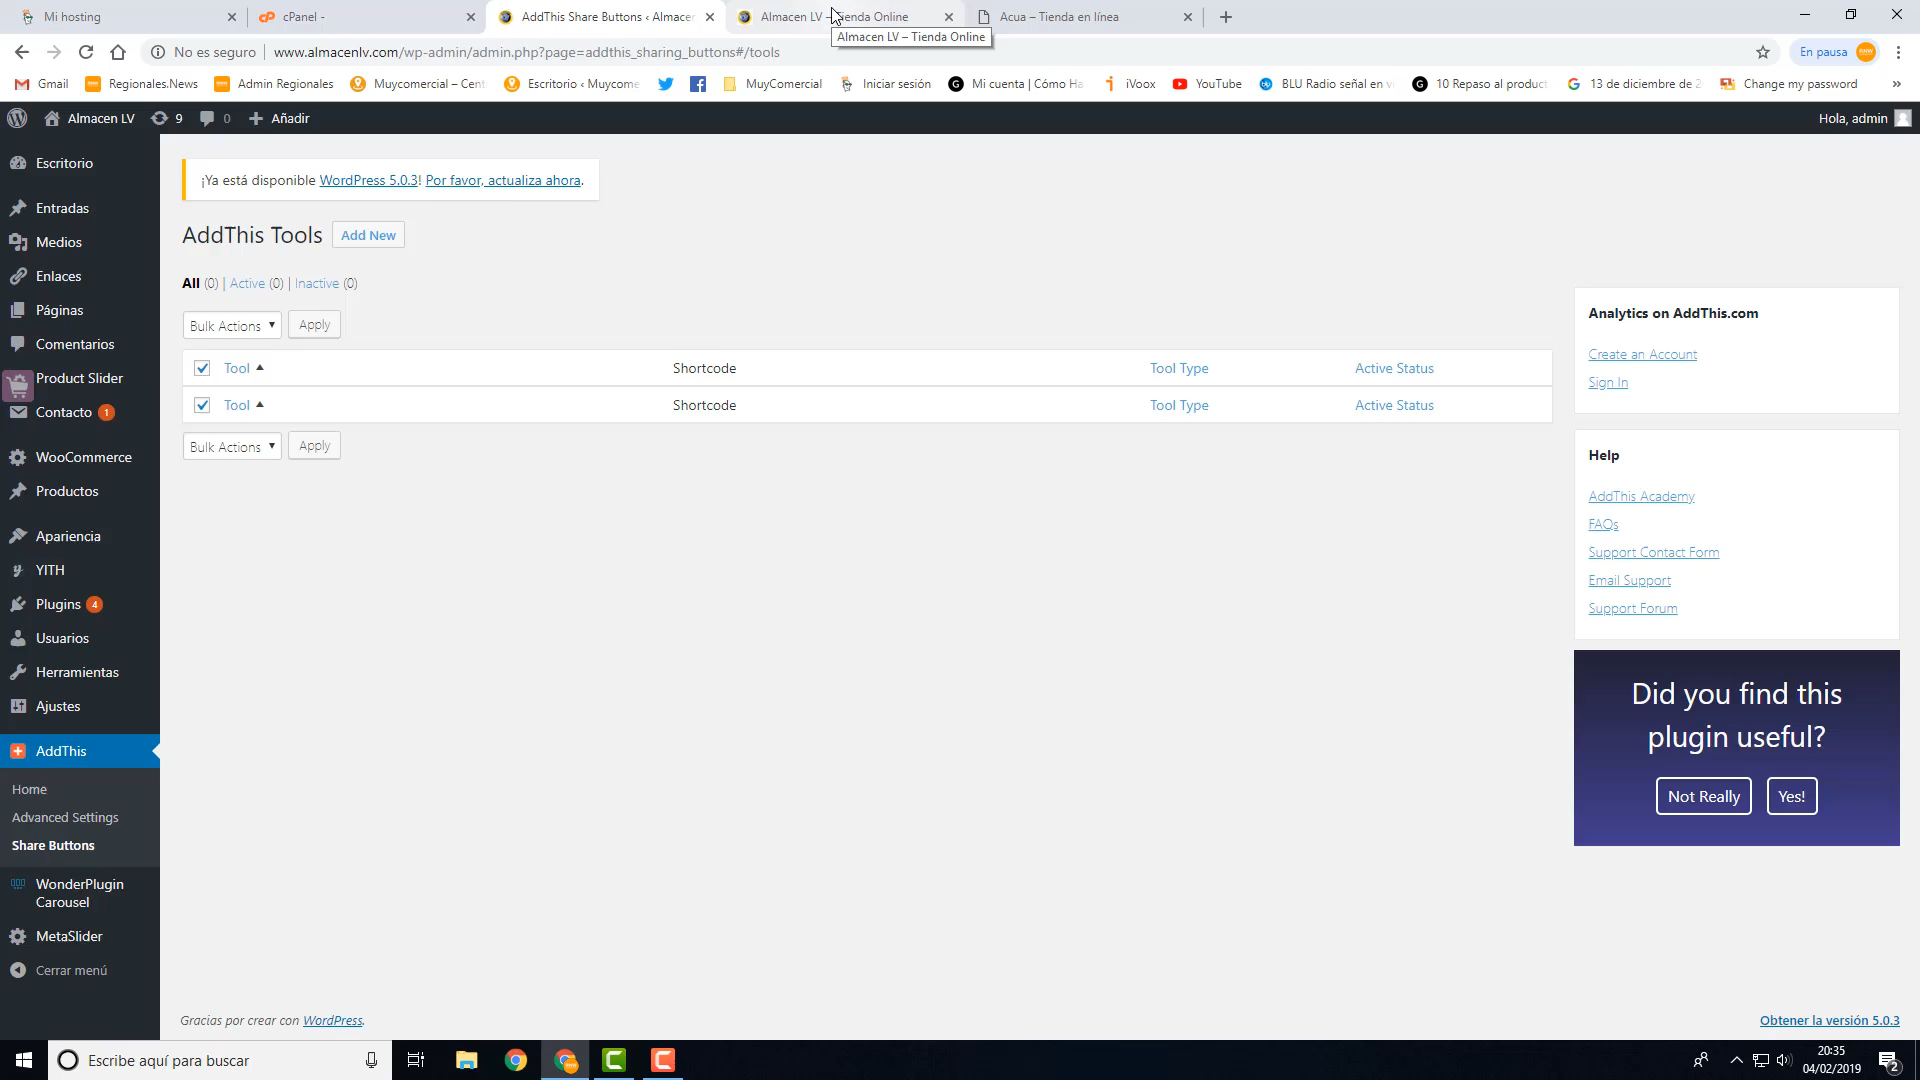 Mi hosting
cPanel -
AddThis Share Buttons ‹ Almacen
Almacen LV – Tienda Online
Acua – Tienda en línea
Almacen LV – Tienda Online
No es seguro
www.almacenlv.com/wp-admin/admin.php?page=addthis_sharing_buttons#/tools
En pausa
Gmail
Regionales.News
Admin Regionales
Muycomercial – Cent
Escritorio ‹ Muycome
MuyComercial
Iniciar sesión
Mi cuenta | Cómo Ha
iVoox
YouTube
BLU Radio señal en vi
10 Repaso al product
13 de diciembre de 2
Change my password
»
Almacen LV
9
0
Añadir
Hola, admin
Escritorio
Entradas
Medios
Enlaces
Páginas
Comentarios
Product Slider
Contacto 1
WooCommerce
Productos
Apariencia
YITH
Plugins 4
Usuarios
Herramientas
Ajustes
AddThis
Home
Advanced Settings
Share Buttons
WonderPlugin
Carousel
MetaSlider
Cerrar menú
¡Ya está disponible WordPress 5.0.3! Por favor, actualiza ahora.
AddThis Tools
Add New
All (0) | Active (0) | Inactive (0)
Bulk Actions
Apply
Tool Shortcode Tool Type Active Status
Tool Shortcode Tool Type Active Status
Bulk Actions
Apply
Analytics on AddThis.com
Create an Account
Sign In
Help
AddThis Academy
FAQs
Support Contact Form
Email Support
Support Forum
Did you find this
plugin useful?
Not Really
Yes!
Gracias por crear con WordPress.
Obtener la versión 5.0.3
Escribe aquí para buscar
20:35
04/02/2019
2